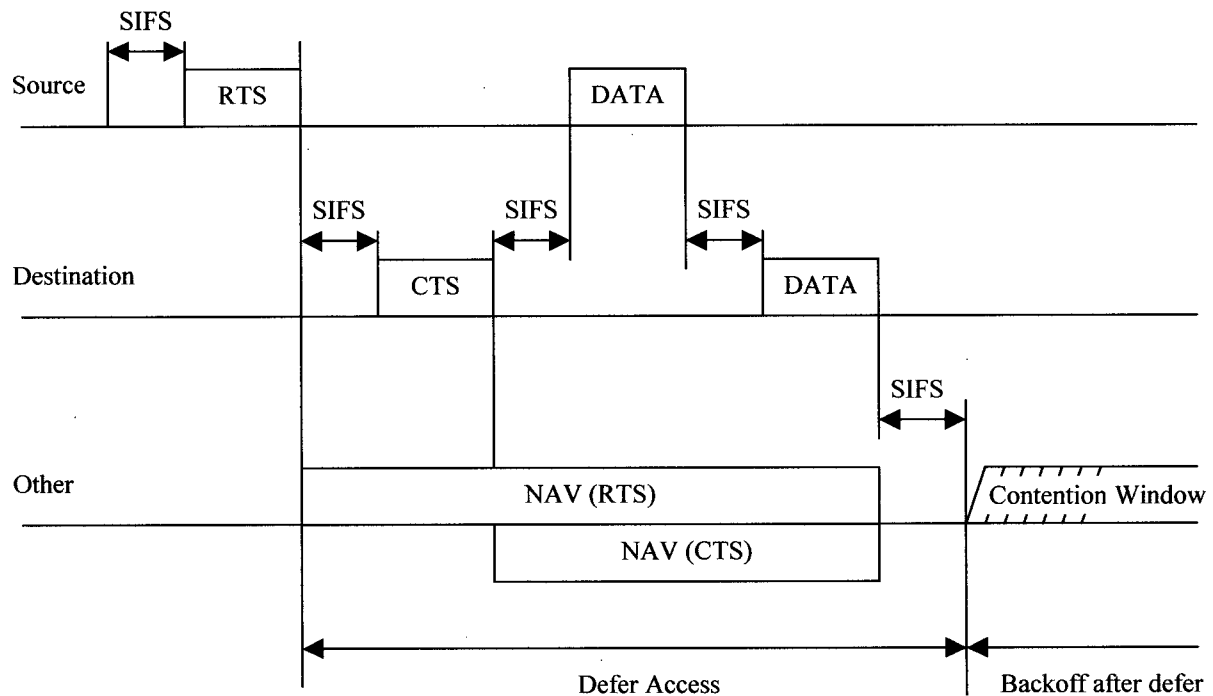 SIFS
Source
RTS
DATA
SIFS
SIFS
SIFS
Destination
CTS
DATA
SIFS
Other
NAV (RTS)
Contention Window
NAV (CTS)
Defer Access
Backoff after defer